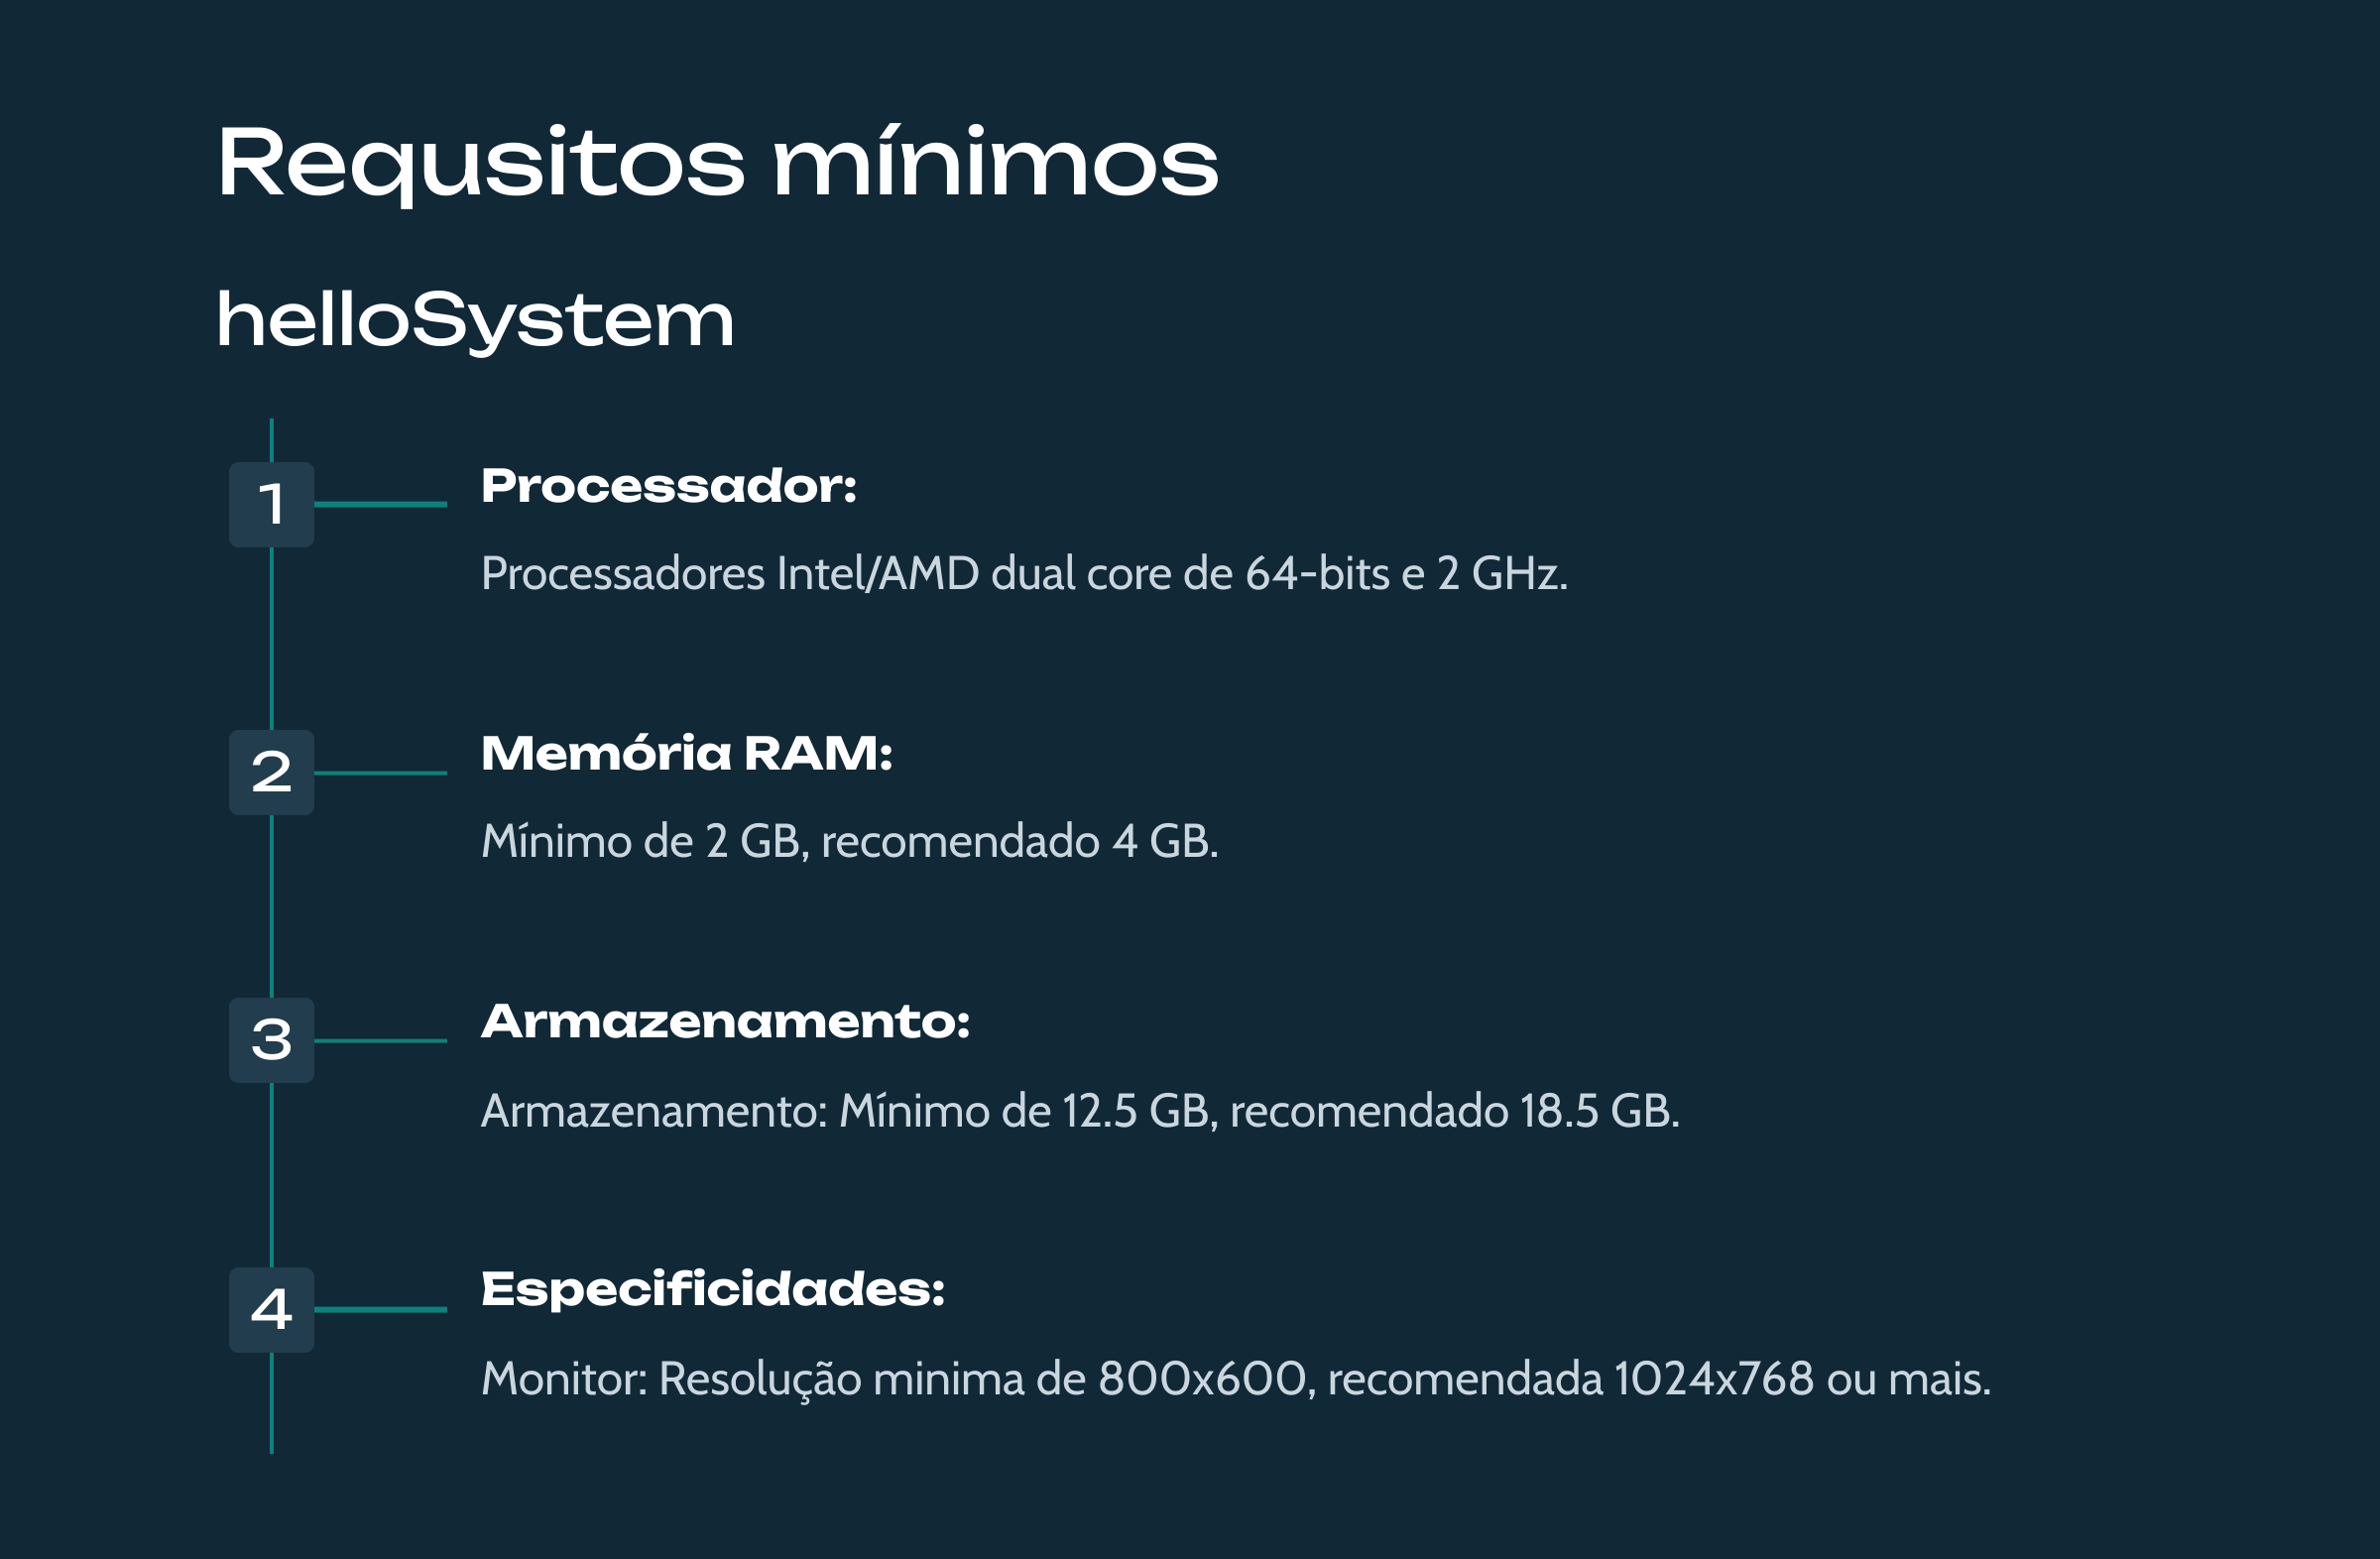 Requsitos mínimos
helloSystem
1
Processador:
Processadores Intel/AMD dual core de 64-bits e 2 GHz.
2
Memória RAM:
Mínimo de 2 GB, recomendado 4 GB.
3
Armazenamento:
Armazenamento: Mínimo de 12.5 GB, recomendado 18.5 GB.
4
Especificidades:
Monitor: Resolução minima de 800x600, recomendada 1024x768 ou mais.